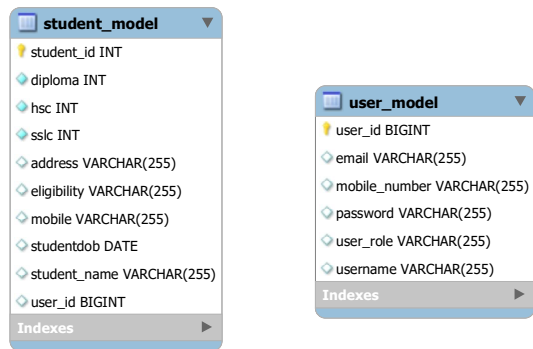 student_model
student_id INT
diploma INT
hsc INT
sslc INT
address VARCHAR(255)
eligibility VARCHAR(255)
mobile VARCHAR(255)
studentdob DATE
student_name VARCHAR(255)
user_id BIGINT
Indexes
user_model
user_id BIGINT
email VARCHAR(255)
mobile_number VARCHAR(255)
password VARCHAR(255)
user_role VARCHAR(255)
username VARCHAR(255)
Indexes